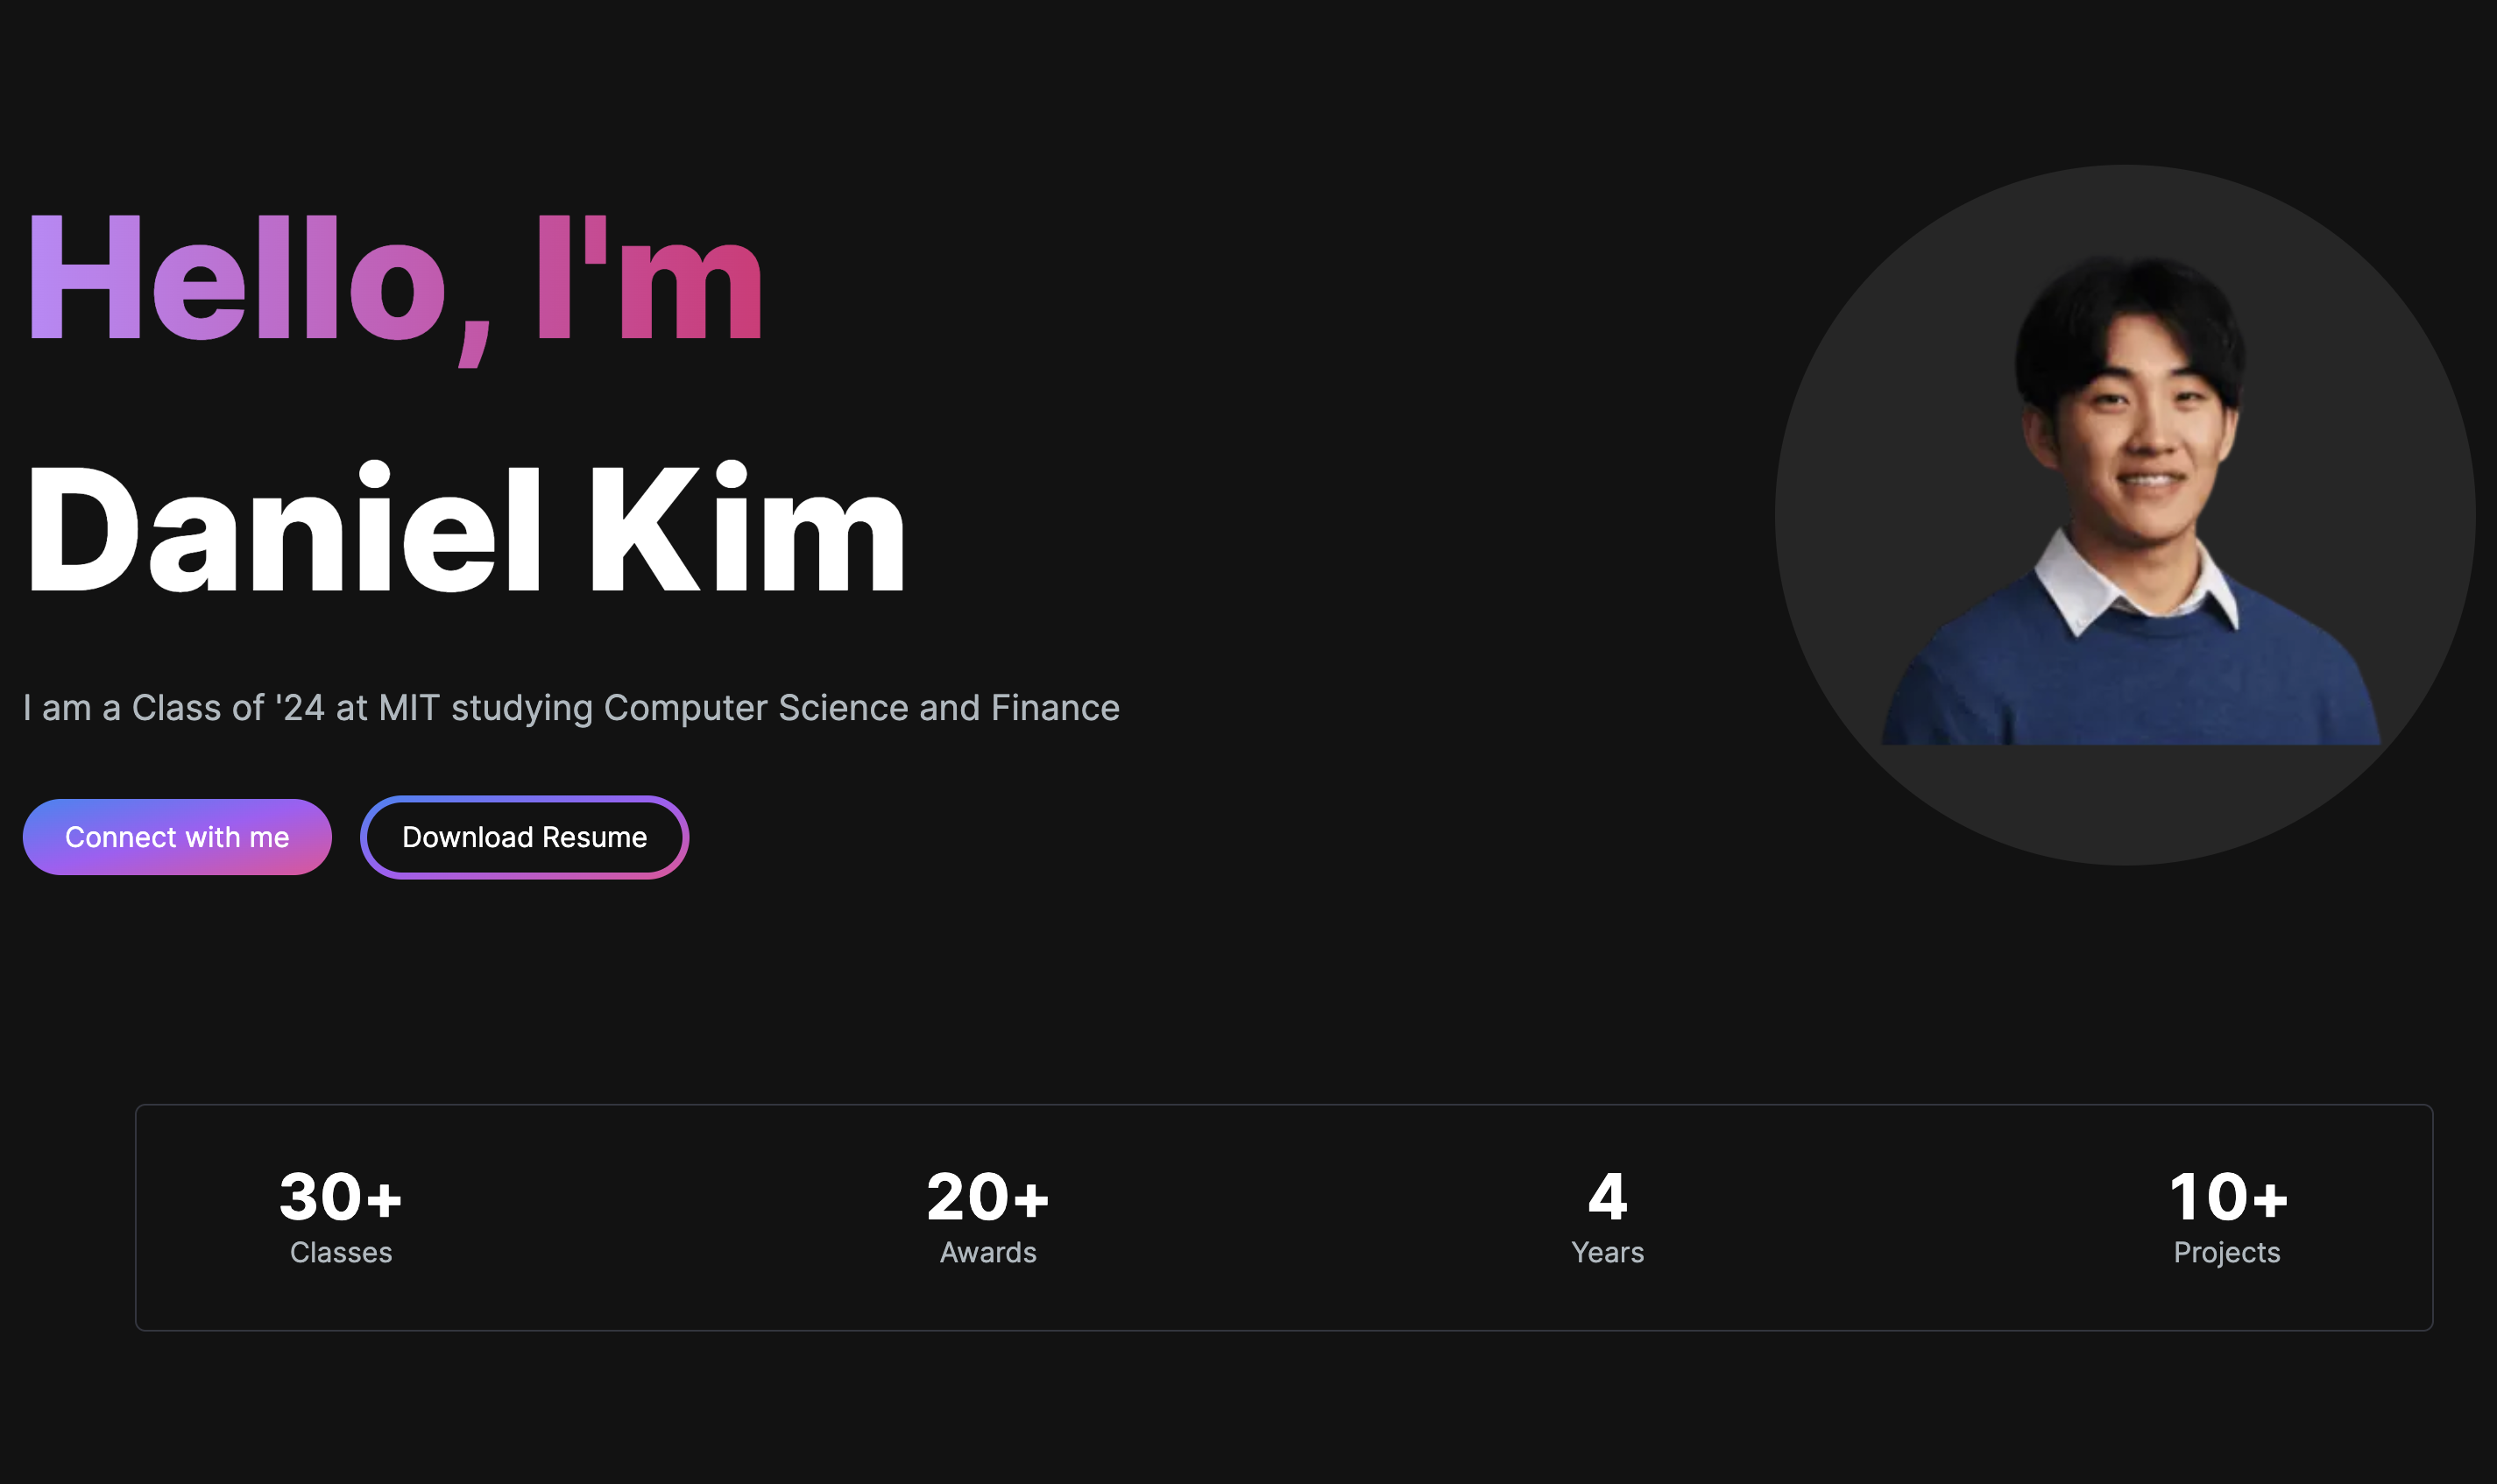 Hello, I'm
Daniel Kim
I am a Class of '24 at MIT studying Computer Science and Finance
Connect with me
Download Resume
30+
Classes
20+
Awards
4
Years
10+
Projects